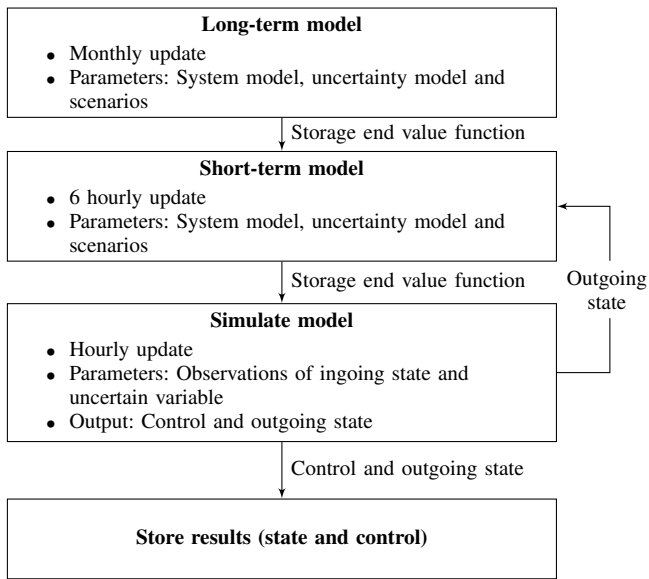 Long-term model
• Monthly update
• Parameters: System model, uncertainty model and
scenarios
Storage end value function
Short-term model
• 6 hourly update
• Parameters: System model, uncertainty model and
scenarios
Storage end value function
Outgoing
state
Simulate model
• Hourly update
• Parameters: Observations of ingoing state and
uncertain variable
• Output: Control and outgoing state
Control and outgoing state
Store results (state and control)